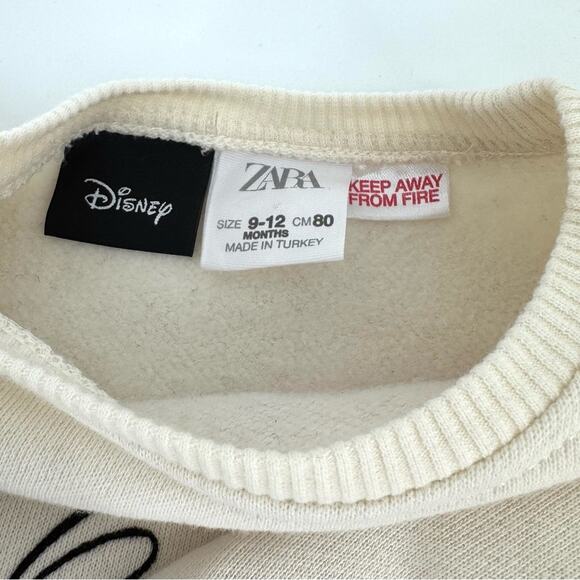 Disney
ZARA
SIZE 9-12 CM 80
MONTHS
MADE IN TURKEY
KEEP AWAY
FROM FIRE